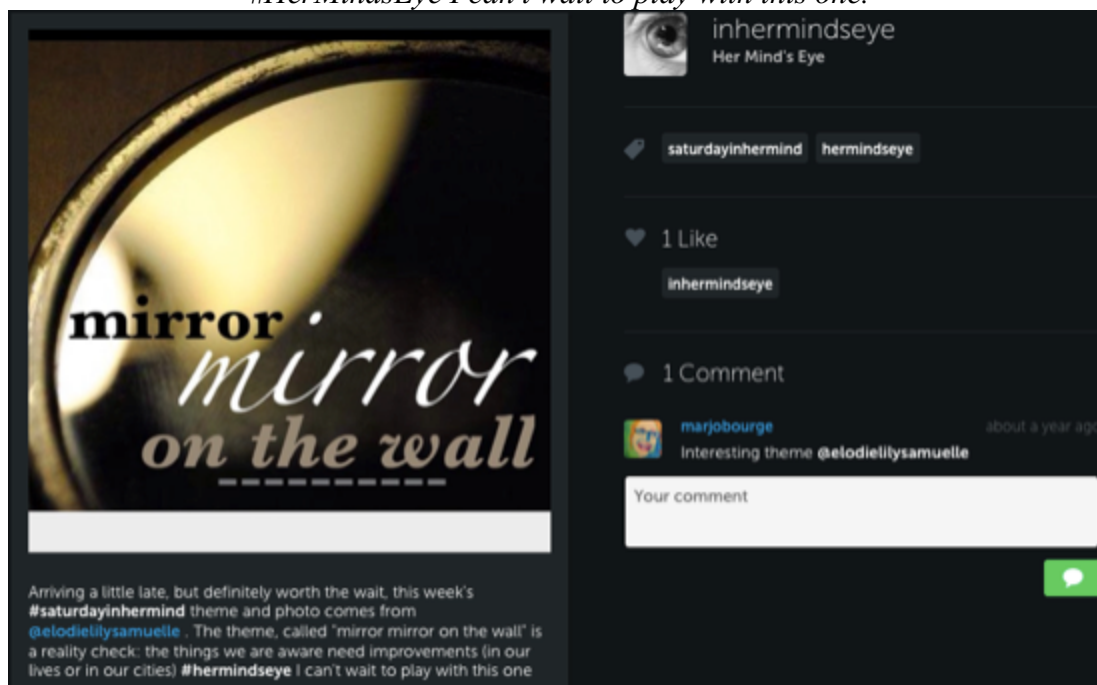 #HerMindsEye I can't wait to play with this one.
mirror
mirror
on the wall
Arriving a little late, but definitely worth the wait, this week's
#saturdayinhermind theme and photo comes from
@elodielilysamuelle . The theme, called "mirror mirror on the wall" is
a reality check: the things we are aware need improvements (in our
lives or in our cities) #hermindseye I can't wait to play with this one
inhermindseye
Her Mind's Eye
saturdayinhermind hermindseye
1 Like
inhermindseye
1 Comment
marjobourge about a year ago
Interesting theme @elodielilysamuelle
Your comment